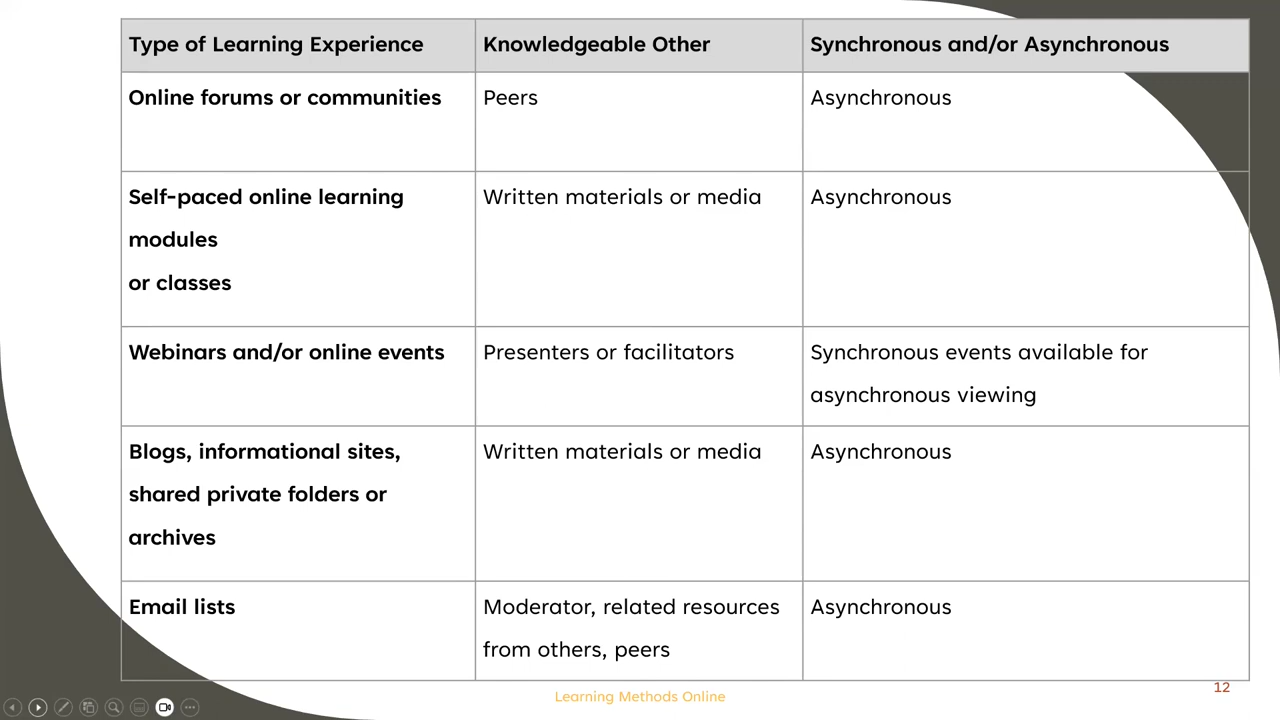 Type of Learning Experience
Knowledgeable Other
Synchronous and/or Asynchronous
Online forums or communities
Peers
Asynchronous
Self-paced online learning
modules
or classes
Written materials or media
Asynchronous
Webinars and/or online events
Presenters or facilitators
Synchronous events available for
asynchronous viewing
Blogs, informational sites,
shared private folders or
archives
Written materials or media
Asynchronous
Email lists
Moderator, related resources
from others, peers
Asynchronous
Learning Methods Online
12